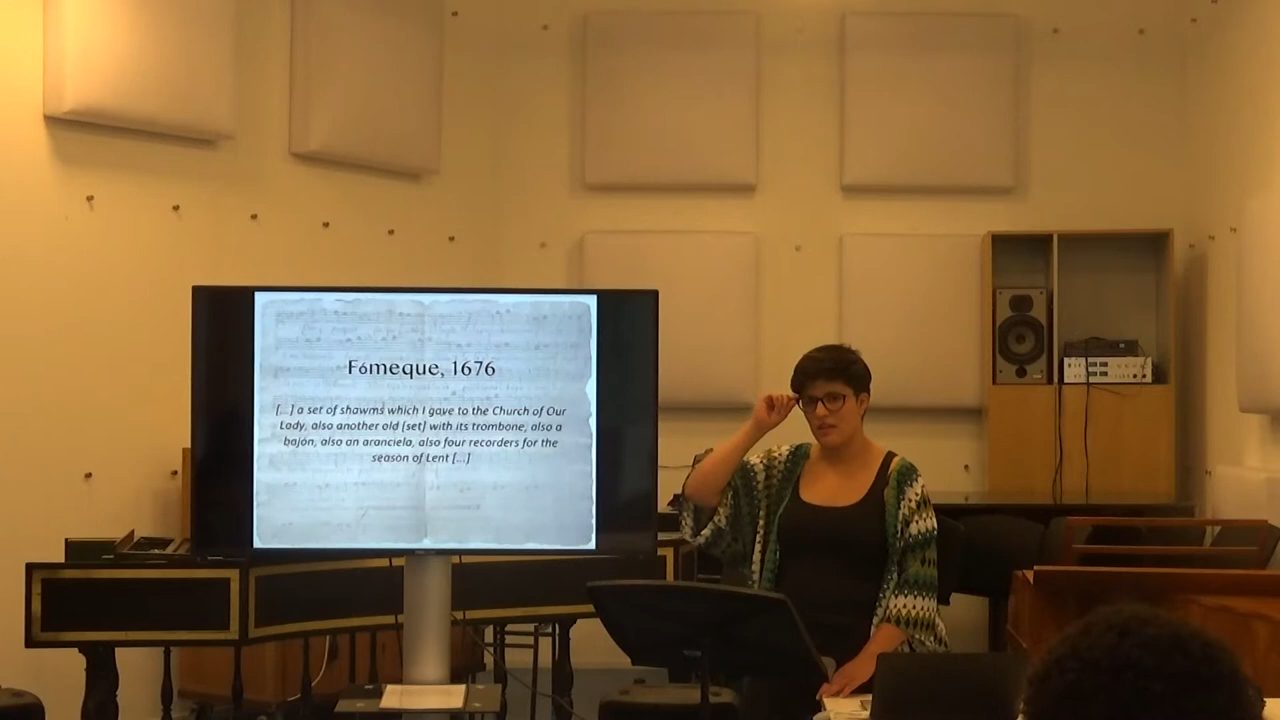 Fómeque, 1676
[...] a set of shawms which I gave to the Church of Our
Lady, also another old [set] with its trombone, also a
bajón, also an aranciela, also four recorders for the
season of Lent [...]